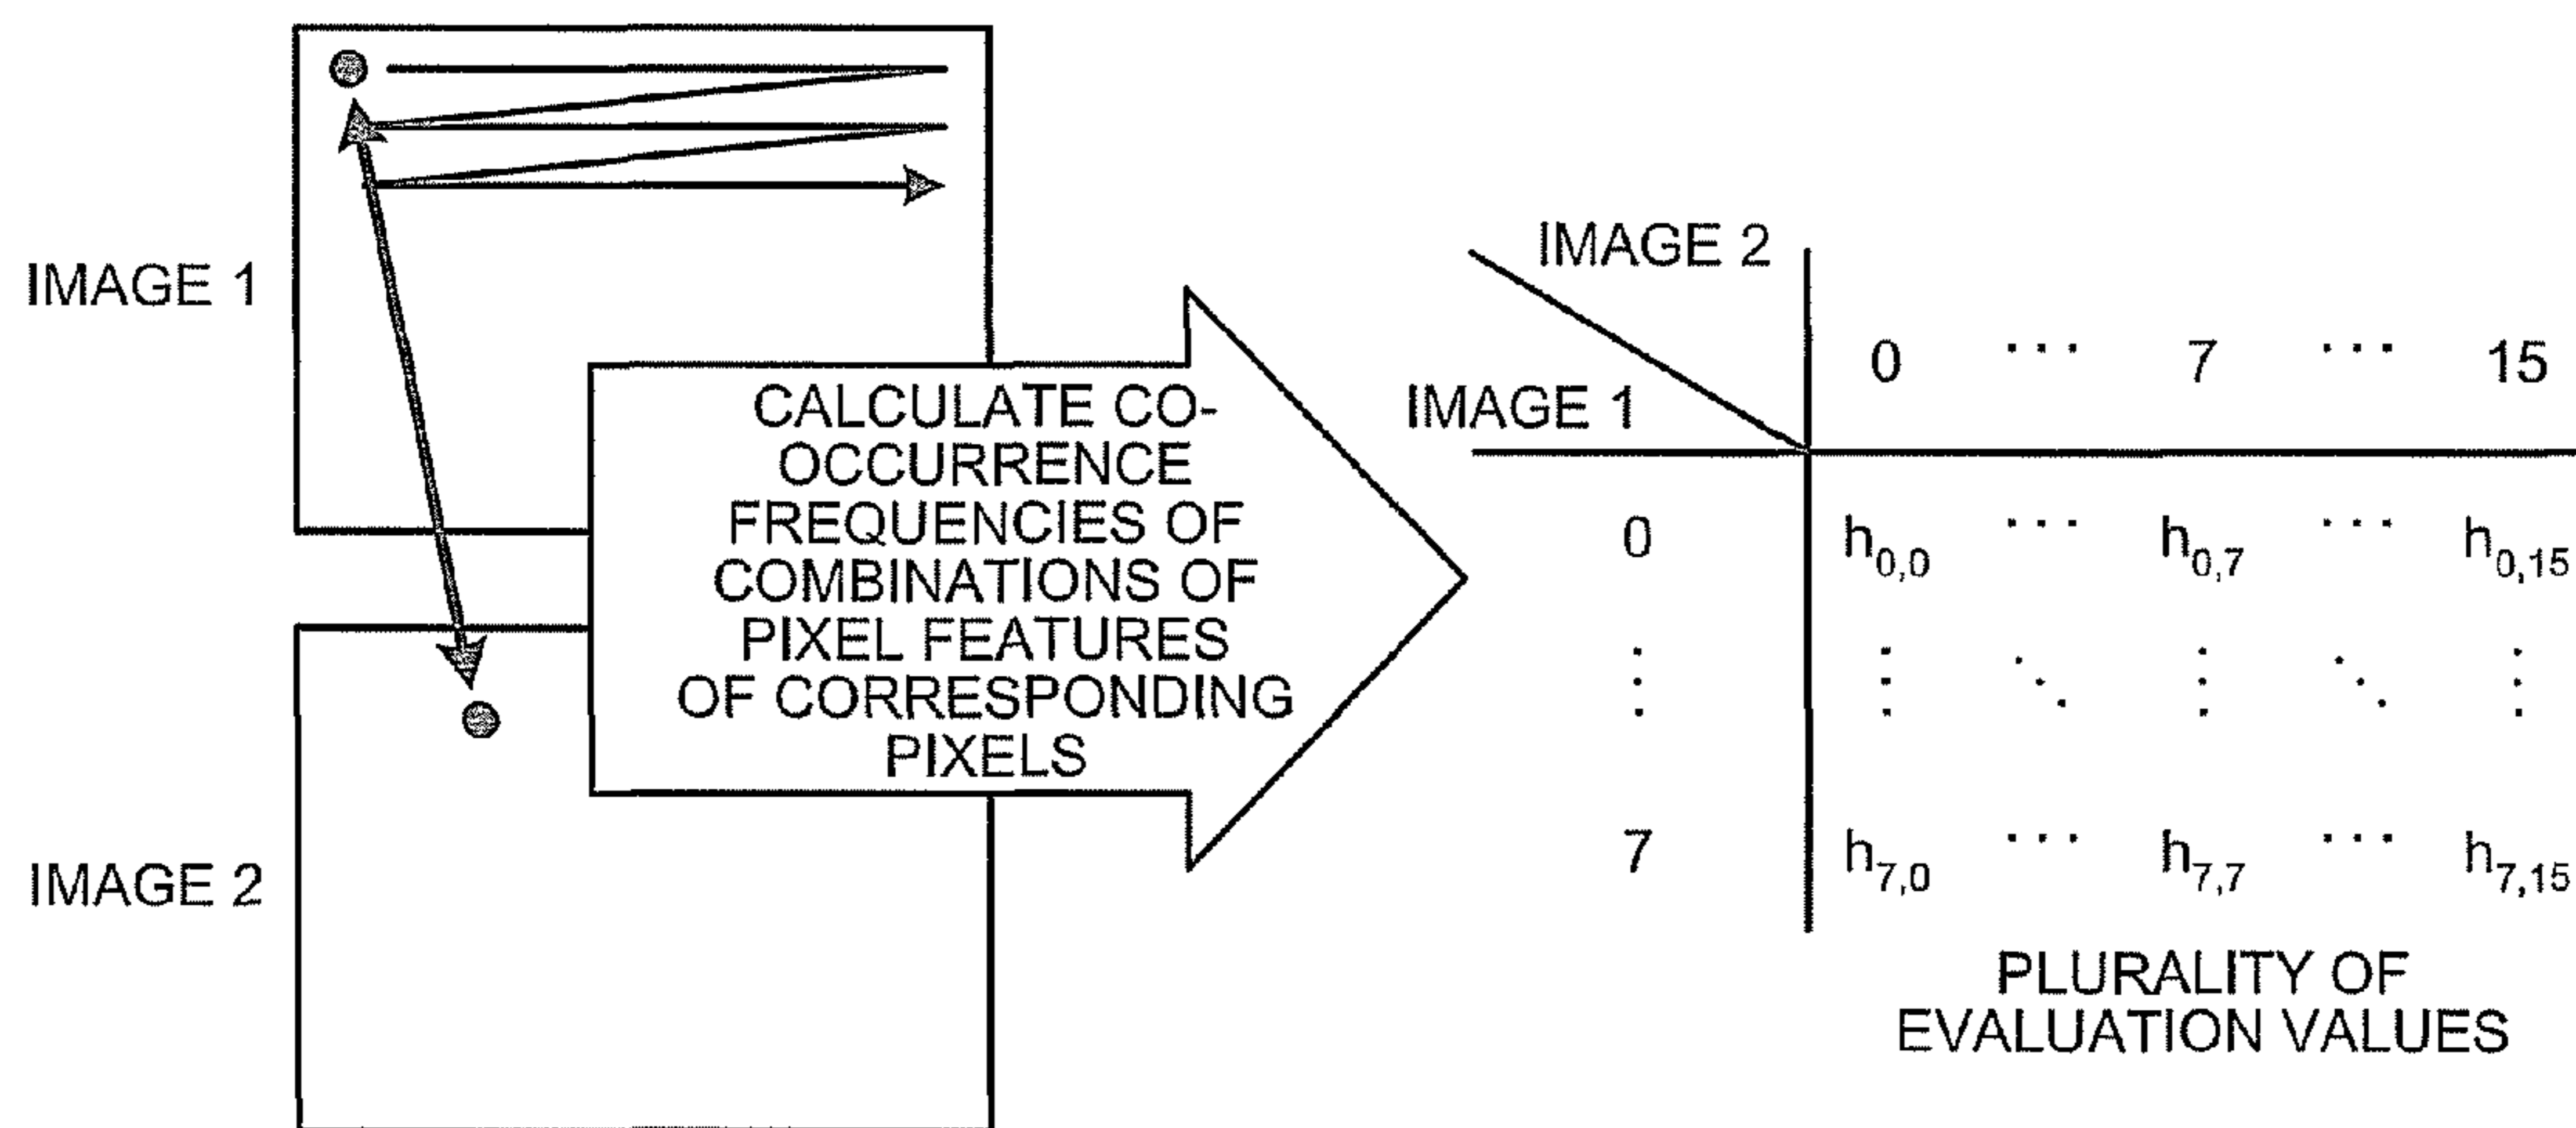 IMAGE 1
IMAGE 2
CALCULATE CO-
OCCURRENCE
FREQUENCIES OF
COMBINATIONS OF
PIXEL FEATURES
OF CORRESPONDING
PIXELS
IMAGE 2
IMAGE 1
0 ... 7 ... 15
0 h0,0 ... h0,7 ... h0,15
7 h7,0 ... h7,7 ... h7,15
PLURALITY OF
EVALUATION VALUES